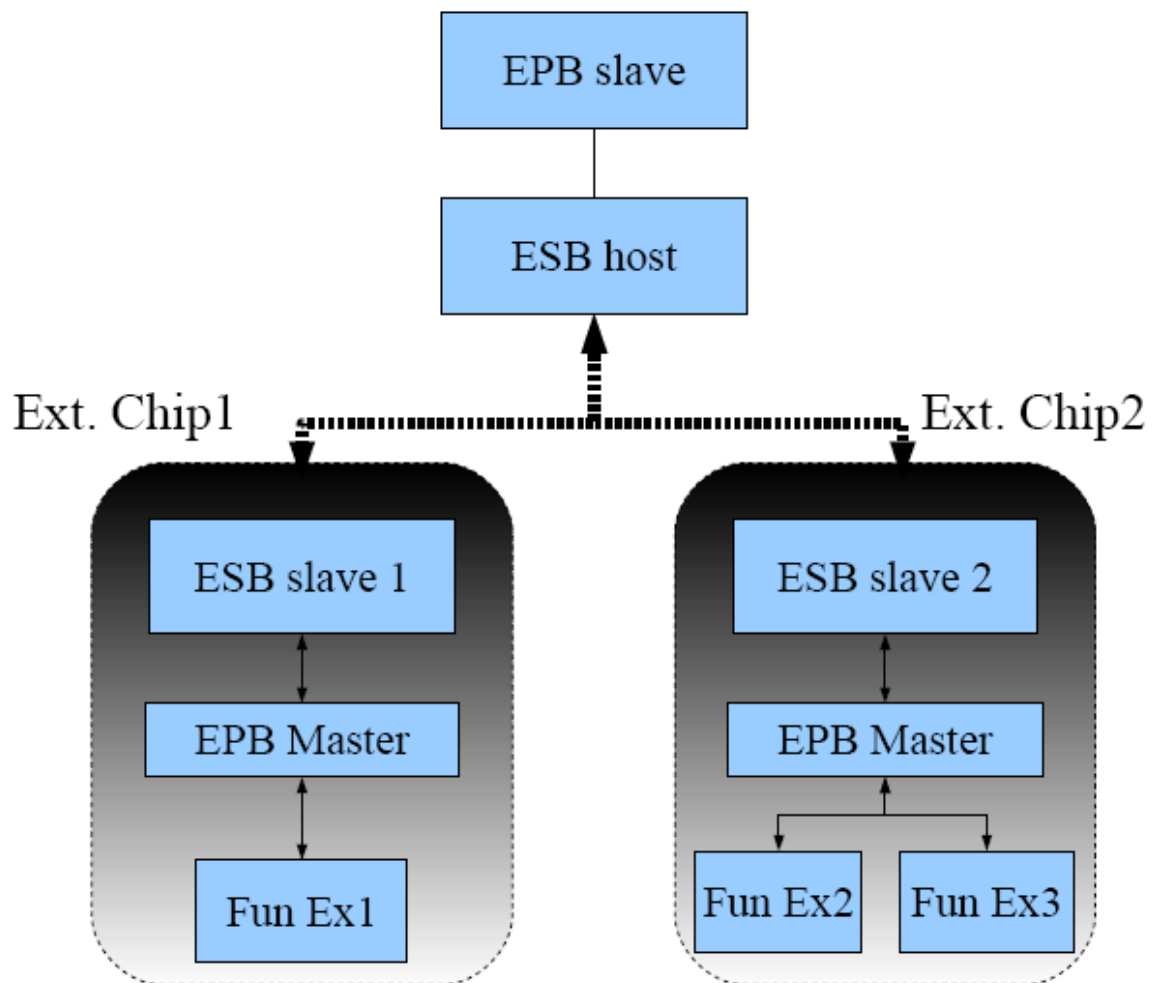 EPB slave
ESB host
Ext. Chip1
Ext. Chip2
ESB slave 1
ESB slave 2
EPB Master
EPB Master
Fun Ex1
Fun Ex2
Fun Ex3